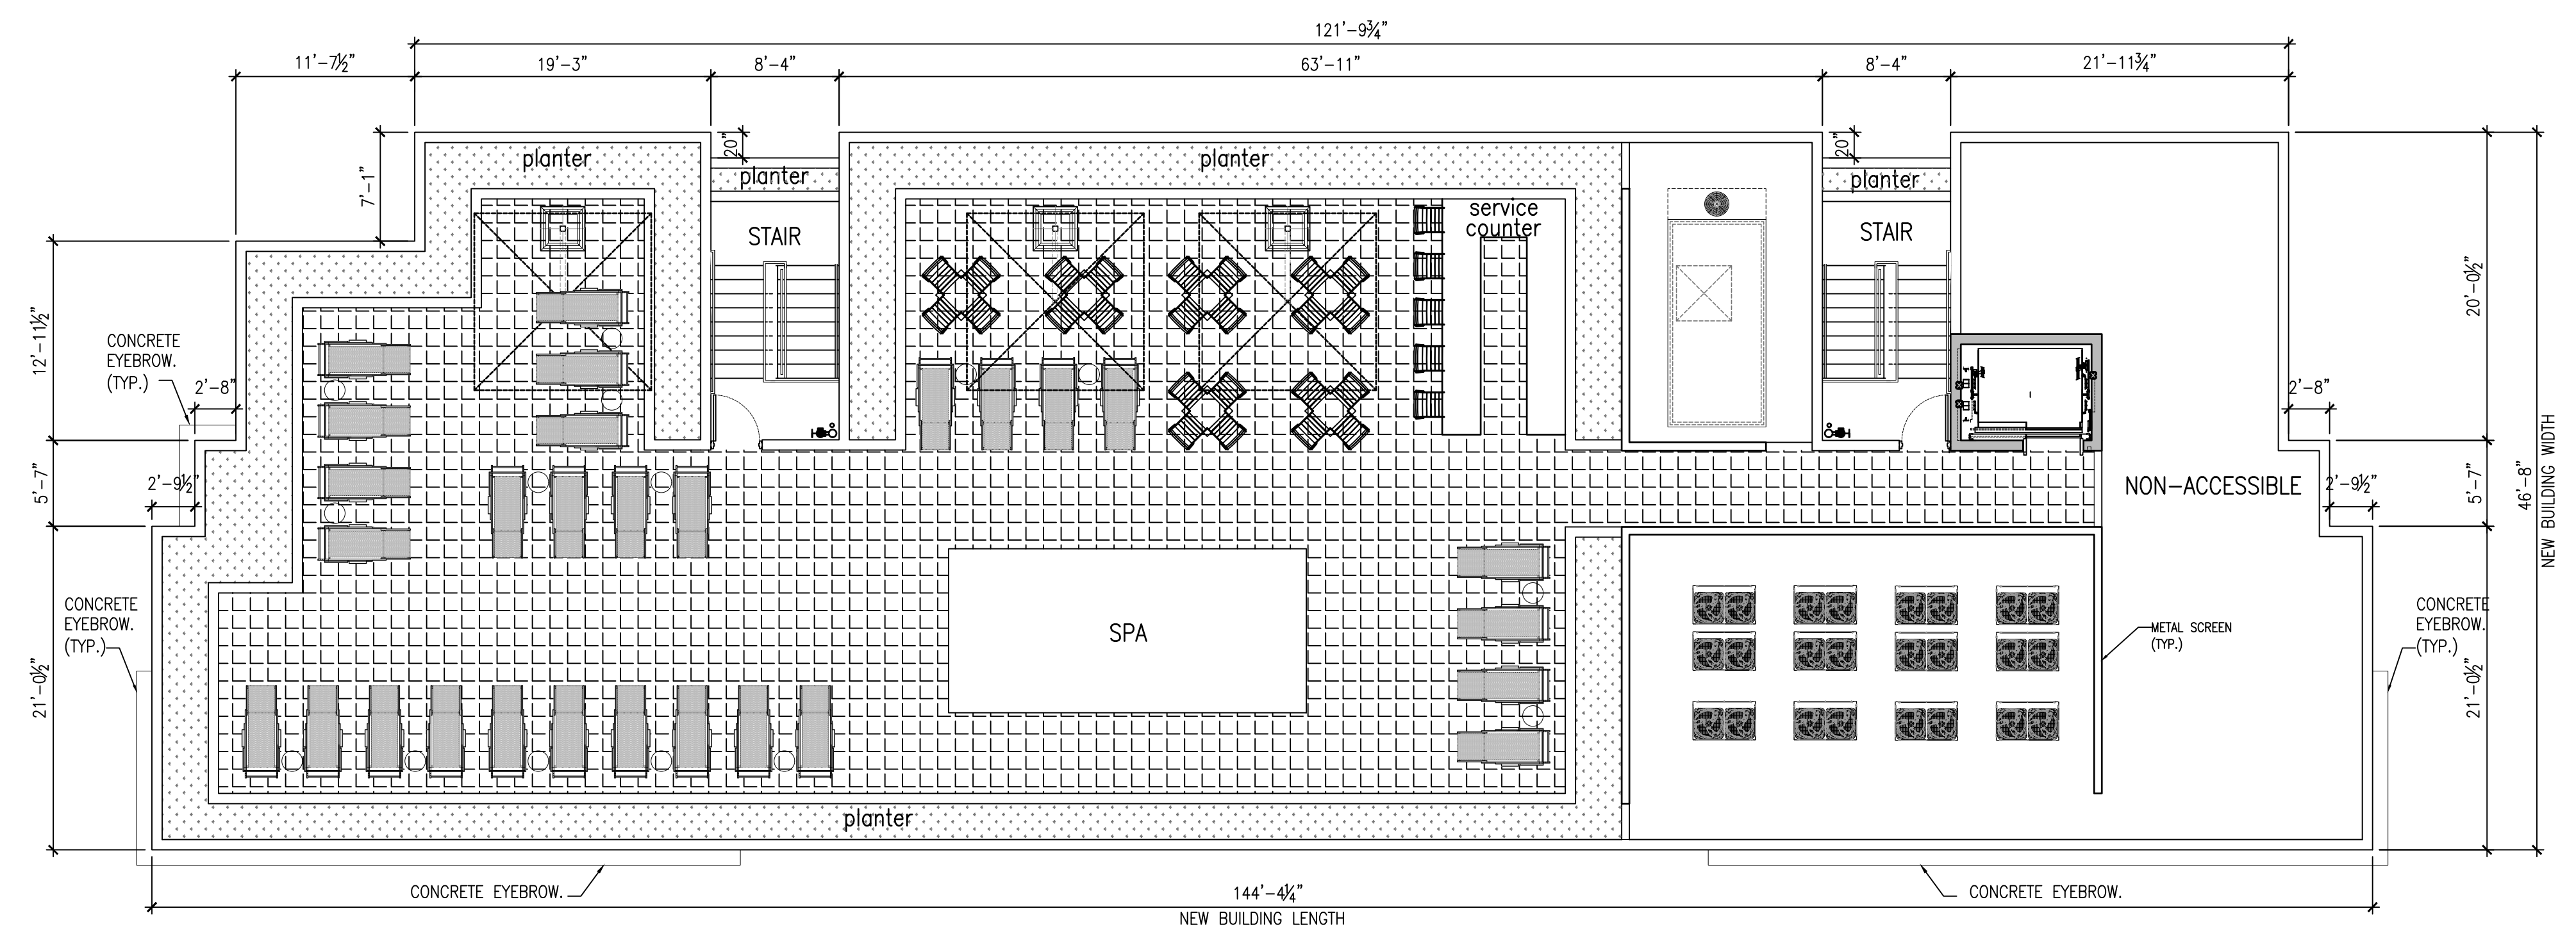 121'-9¾"
11'-7½"
19'-3"
8'-4"
63'-11"
8'-4"
21'-11¾"
20"
20"
planter
planter
planter
planter
7'-1"
service
counter
STAIR
STAIR
20'-0½"
12'-11½"
CONCRETE
EYEBROW.
(TYP.)
2'-8"
2'-8"
NEW BUILDING WIDTH
46'-8"
5'-7"
2'-9½"
NON-ACCESSIBLE
2'-9½"
5'-7"
CONCRETE
EYEBROW.
(TYP.)
SPA
METAL SCREEN
(TYP.)
CONCRETE
EYEBROW.
(TYP.)
21'-0½"
21'-0½"
planter
CONCRETE EYEBROW.
144'-4¼"
CONCRETE EYEBROW.
NEW BUILDING LENGTH